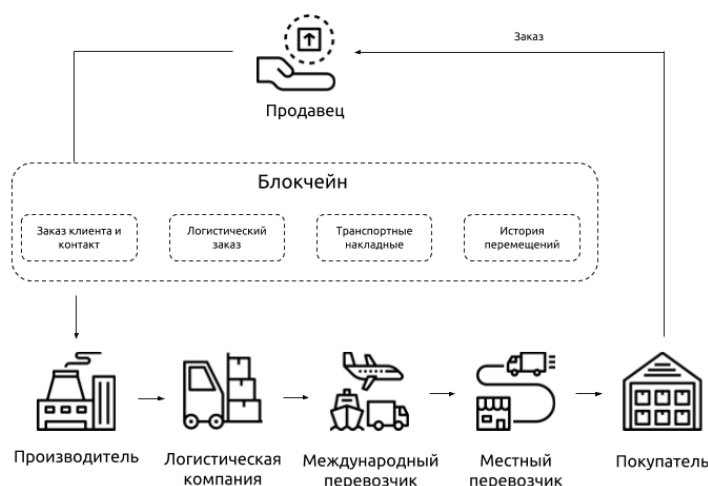 Заказ
Продавец
Блокчейн
Заказ клиента и
контакт
Логистический
заказ
Транспортные
накладные
История
перемещений
Производитель
Логистическая
компания
Международный
перевозчик
Местный
перевозчик
Покупатель